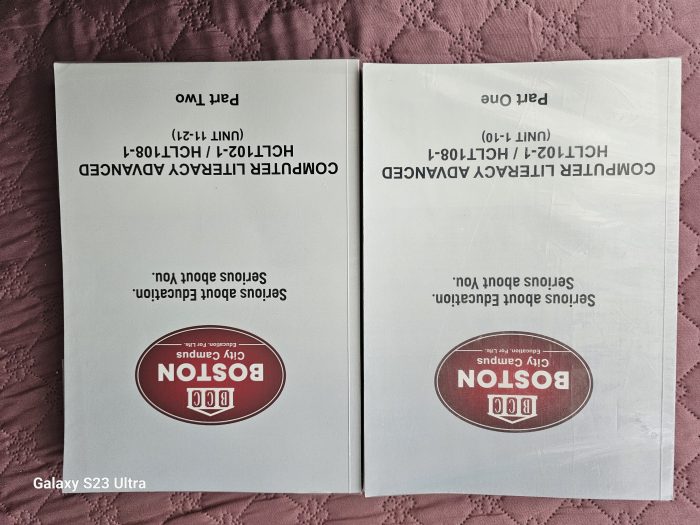 BCC
BOSTON
City Campus
Education. For Life.
Serious about Education.
Serious about You.
COMPUTER LITERACY ADVANCED
HCLT102-1 / HCLT108-1
(UNIT 1-10)
Part One
BCC
BOSTON
City Campus
Education. For Life.
Serious about Education.
Serious about You.
COMPUTER LITERACY ADVANCED
HCLT102-1 / HCLT108-1
(UNIT 11-21)
Part Two
Galaxy S23 Ultra